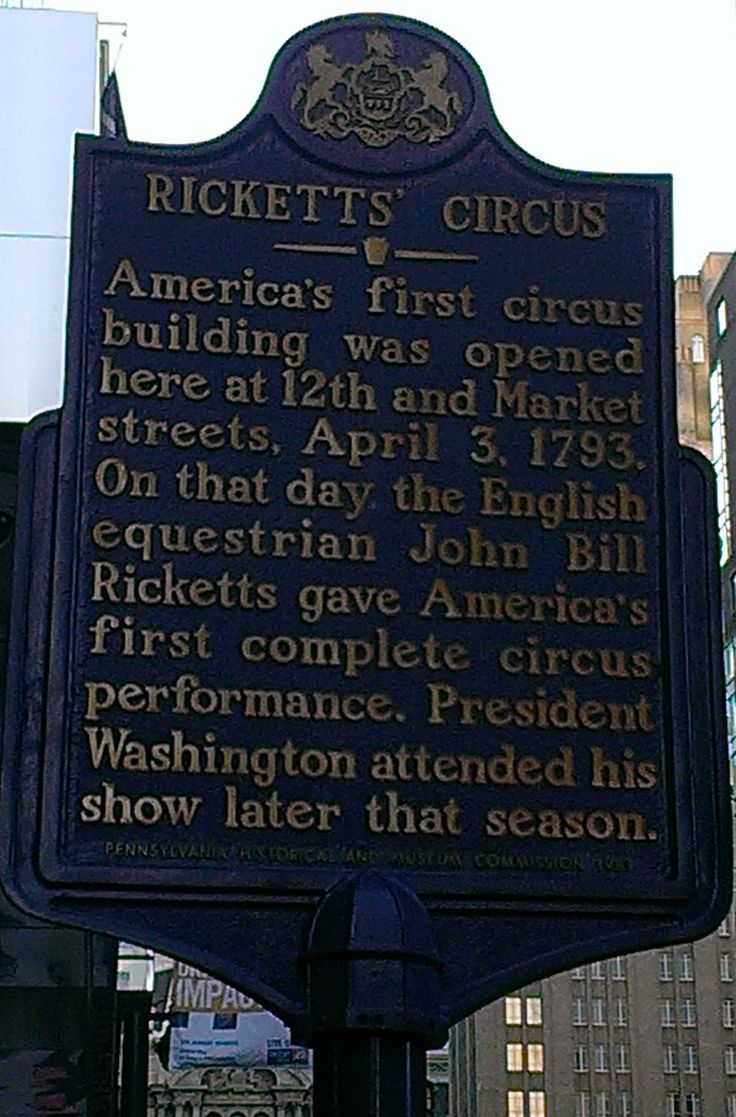 RICKETTS' CIRCUS
America's first circus
building was opened
here at 12th and Market
streets, April 3, 1793.
On that day the English
equestrian John Bill
Ricketts gave America's
first complete circus
performance. President
Washington attended his
show later that season.
PENNSYLVANIA HISTORICAL AND MUSEUM COMMISSION